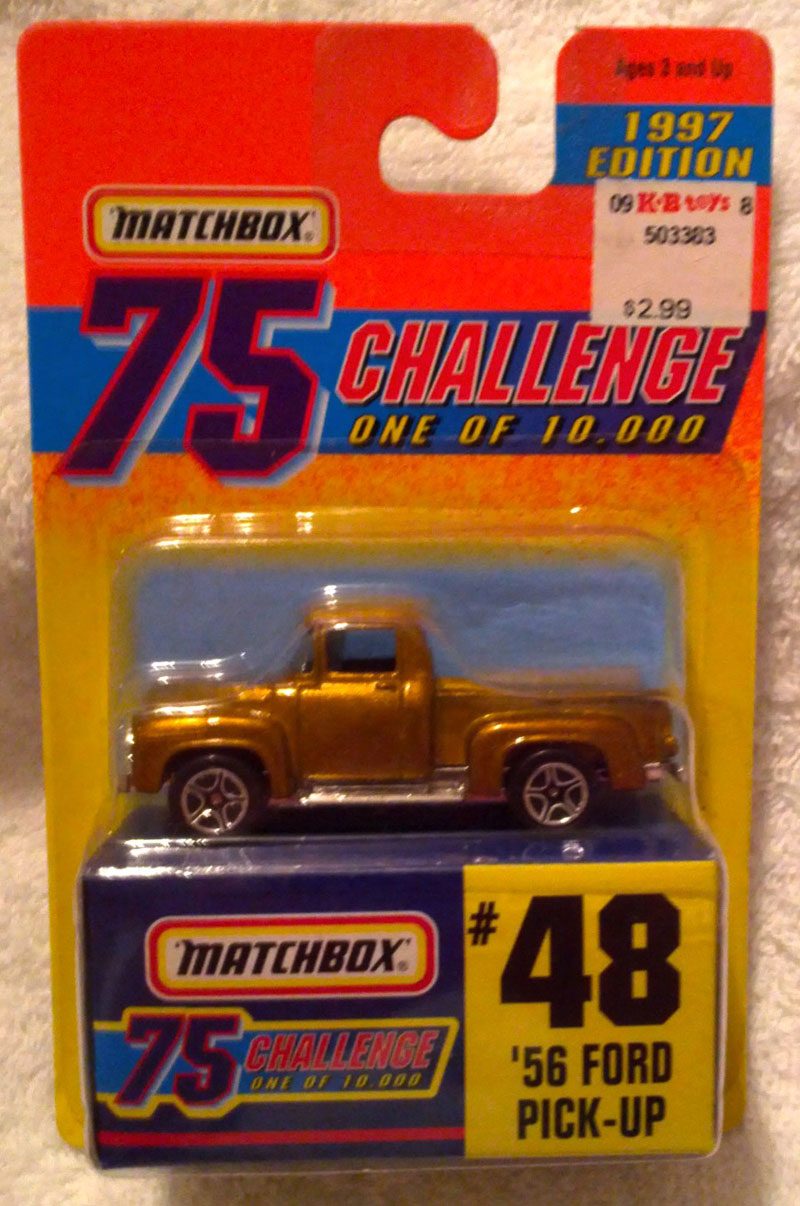 Ages 3 and Up
1997
EDITION
09 K·B toys 8
503383
$2.99
MATCHBOX®
75 CHALLENGE
ONE OF 10,000
MATCHBOX®
75 CHALLENGE
ONE OF 10,000
#48
'56 FORD
PICK-UP